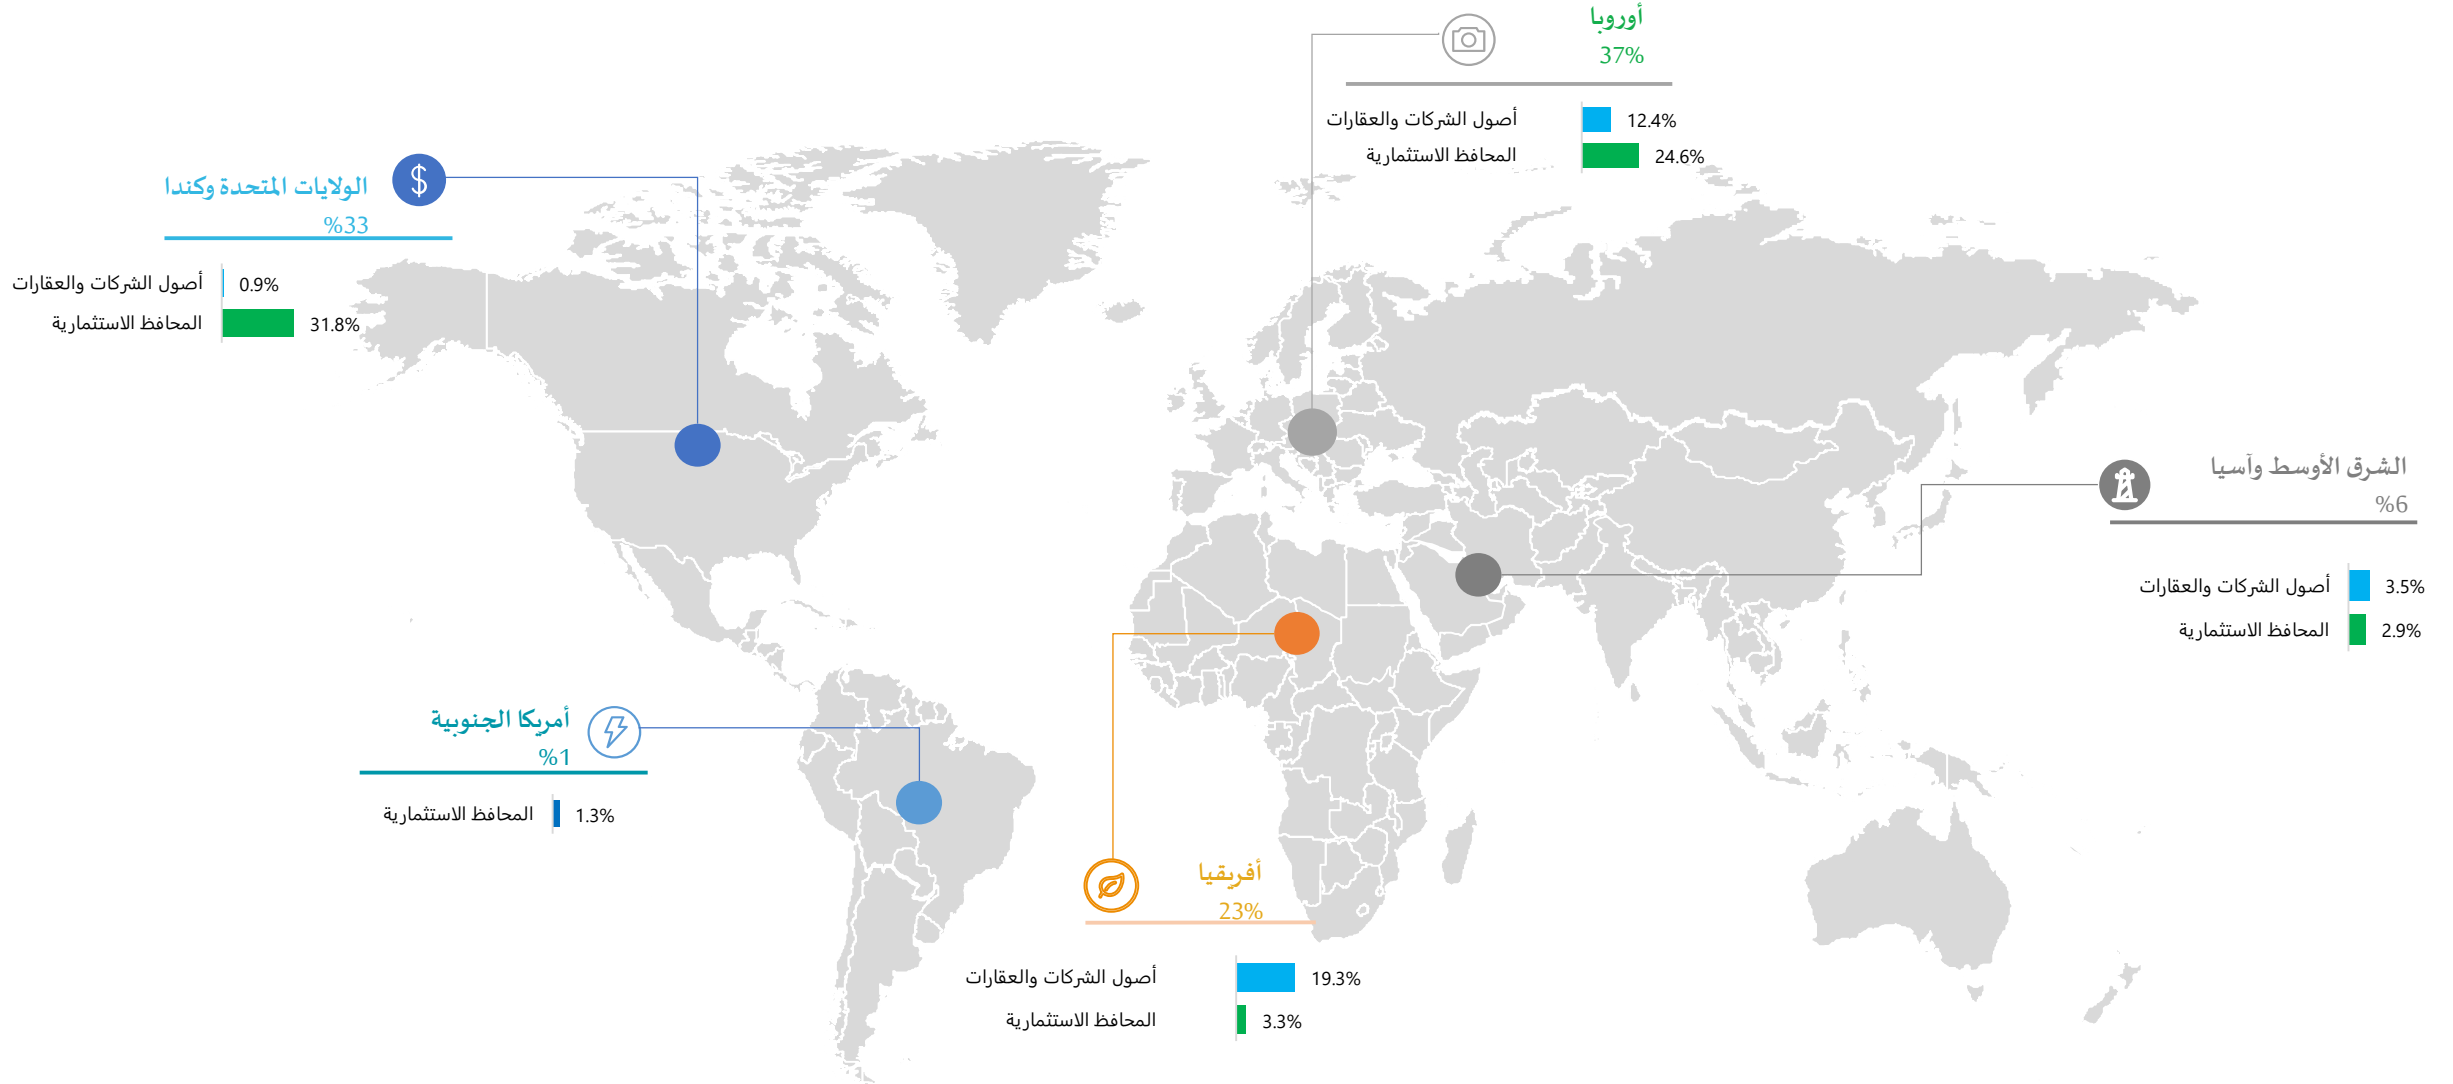 أوروبا
37%
أصول الشركات والعقارات 12.4%
المحافظ الاستثمارية 24.6%
الولايات المتحدة وكندا
%33
أصول الشركات والعقارات 0.9%
المحافظ الاستثمارية 31.8%
الشرق الأوسط وآسيا
%6
أصول الشركات والعقارات 3.5%
المحافظ الاستثمارية 2.9%
أمريكا الجنوبية
%1
المحافظ الاستثمارية 1.3%
أفريقيا
23%
أصول الشركات والعقارات 19.3%
المحافظ الاستثمارية 3.3%